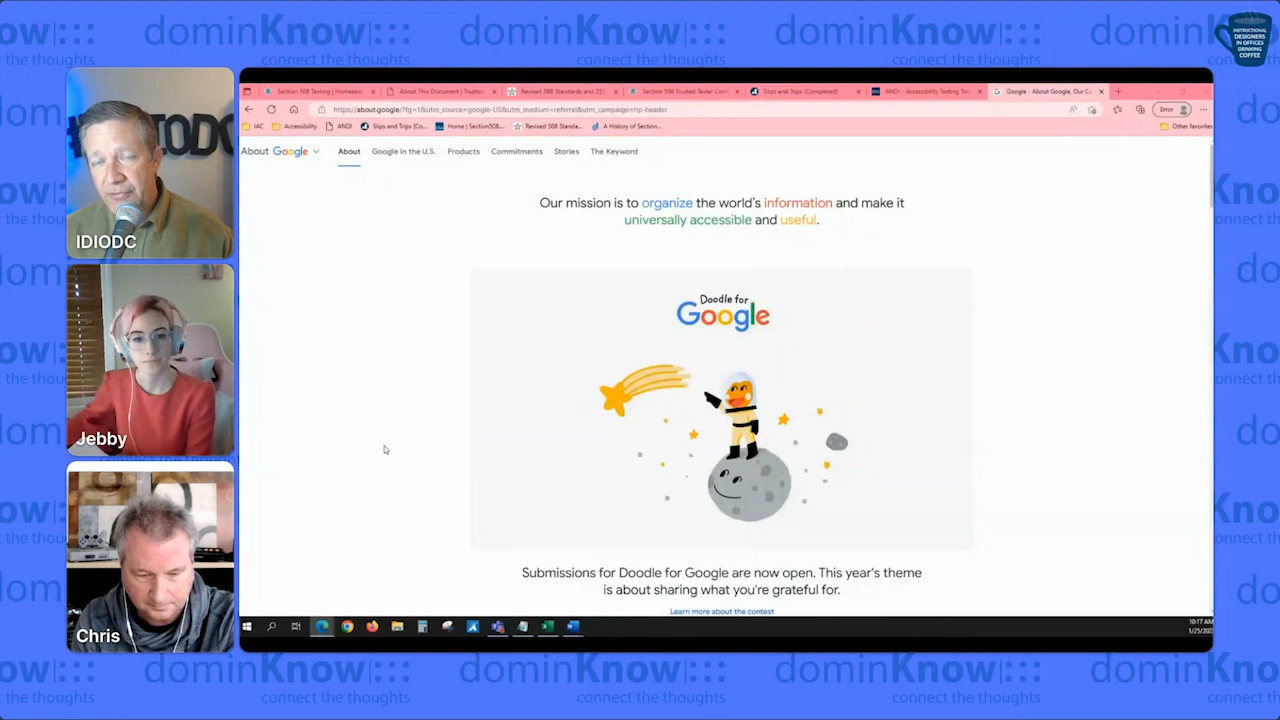 dominKnow|:::
connect the thoughts
INSTRUCTIONAL
DESIGNERS
IN OFFICES
DRINKING
COFFEE
IDIODC
Jebby
Chris
Section 508 Testing | Homeland
About This Document | Trusted
Revised 508 Standards and 255
Section 508 Trusted Tester Con
Slips and Trips (Completed)
ANDI - Accessibility Testing Too
Google - About Google, Our Cu
https://about.google/?fg=1&utm_source=google-US&utm_medium=referral&utm_campaign=hp-header
Error
IAC
Accessibility
ANDI
Slips and Trips (Co...
Home | Section508...
Revised 508 Standa...
A History of Section...
Other favorites
About Google
About
Google in the U.S.
Products
Commitments
Stories
The Keyword
Our mission is to organize the world's information and make it
universally accessible and useful.
Doodle for
Google
Submissions for Doodle for Google are now open. This year's theme
is about sharing what you're grateful for.
Learn more about the contest
10:17 AM